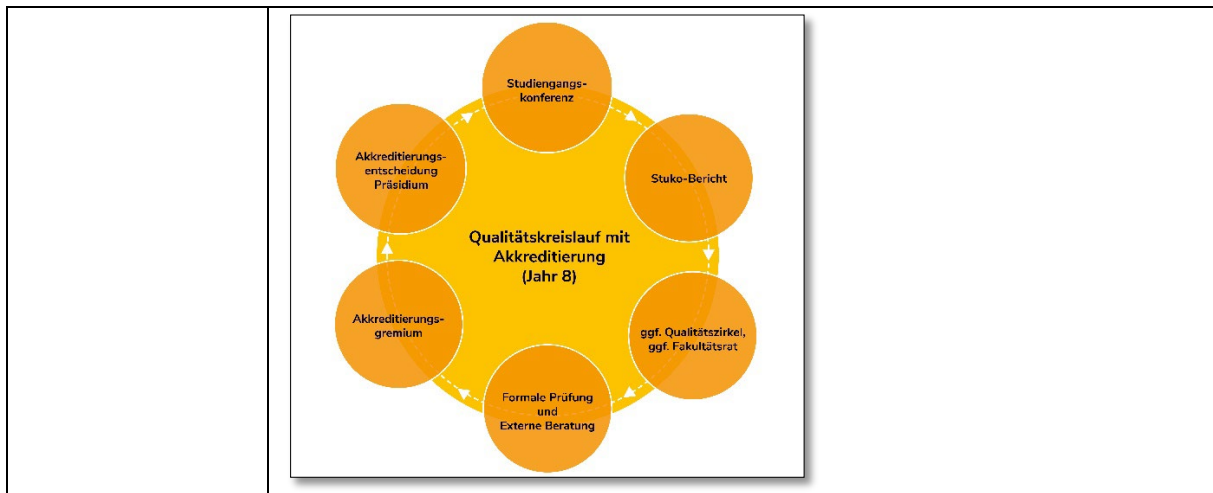 Studiengangs-
konferenz
Stuko-Bericht
ggf. Qualitätszirkel,
ggf. Fakultätsrat
Formale Prüfung
und
Externe Beratung
Akkreditierungs-
gremium
Akkreditierungs-
entscheidung
Präsidium
Qualitätskreislauf mit
Akkreditierung
(Jahr 8)